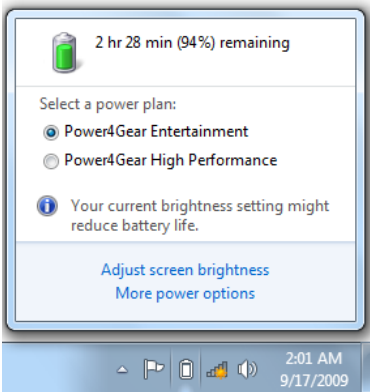 2 hr 28 min (94%) remaining
Select a power plan:
Power4Gear Entertainment
Power4Gear High Performance
Your current brightness setting might
reduce battery life.
Adjust screen brightness
More power options
2:01 AM
9/17/2009